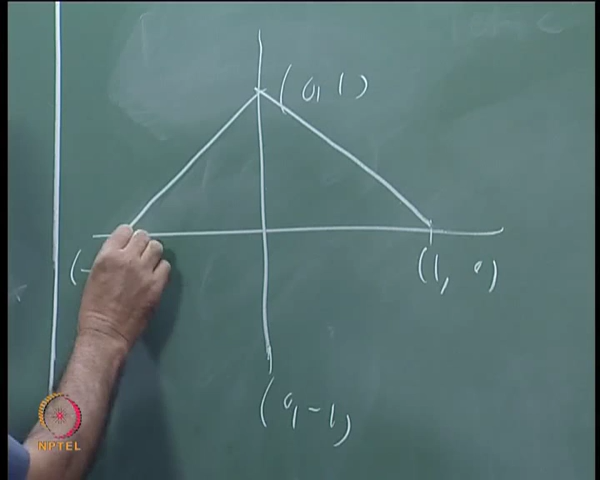 (0, 1)
(-
(1, 0)
(0, -1)
NPTEL